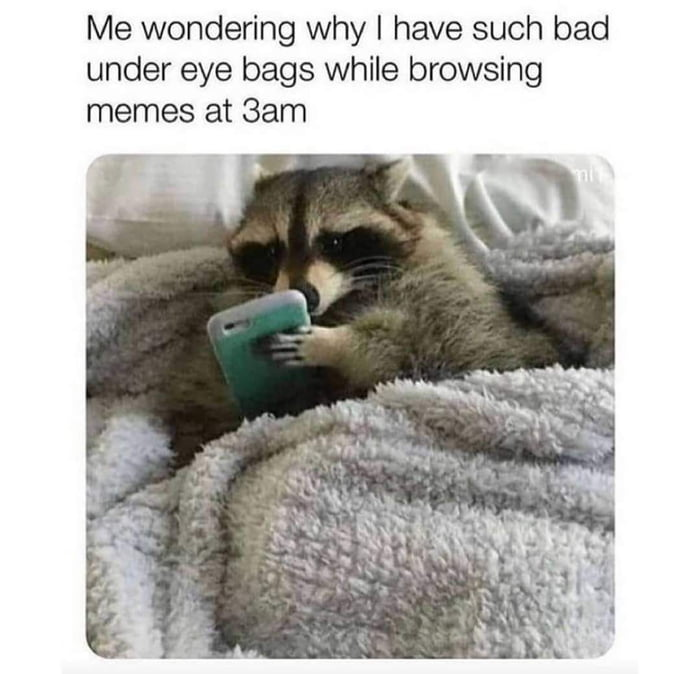 Me wondering why I have such bad
under eye bags while browsing
memes at 3am